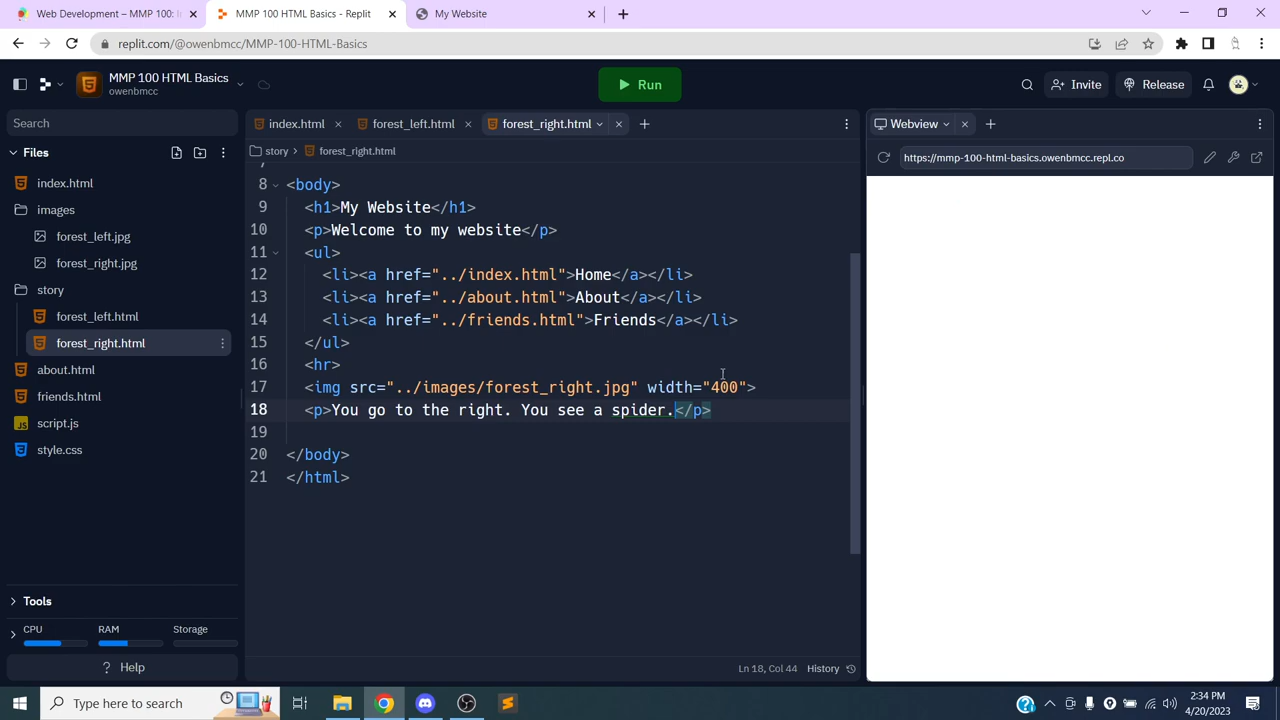 Web Development – MMP 100: I
MMP 100 HTML Basics - Replit
My Website
replit.com/@owenbmcc/MMP-100-HTML-Basics
MMP 100 HTML Basics
owenbmcc
Run
Invite
Release
Search
index.html
forest_left.html
forest_right.html
Webview
Files
story
forest_right.html
https://mmp-100-html-basics.owenbmcc.repl.co
index.html
images
forest_left.jpg
forest_right.jpg
story
forest_left.html
forest_right.html
about.html
friends.html
script.js
style.css
8 <body>
9 <h1>My Website</h1>
10 <p>Welcome to my website</p>
11 <ul>
12 <li><a href="../index.html">Home</a></li>
13 <li><a href="../about.html">About</a></li>
14 <li><a href="../friends.html">Friends</a></li>
15 </ul>
16 <hr>
17 <img src="../images/forest_right.jpg" width="400">
18 <p>You go to the right. You see a spider.</p>
19
20 </body>
21 </html>
Tools
CPU
RAM
Storage
Help
Ln 18, Col 44
History
Type here to search
2:34 PM
4/20/2023